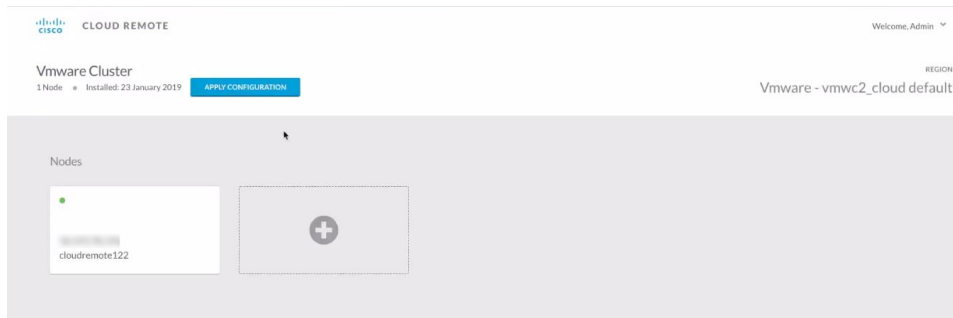 CISCO CLOUD REMOTE
Welcome, Admin
Vmware Cluster
1 Node • Installed: 23 January 2019
APPLY CONFIGURATION
REGION
Vmware - vmwc2_cloud default
Nodes
cloudremote122